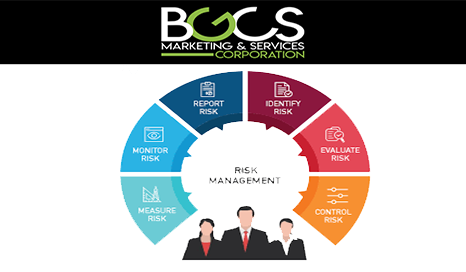 BGCS
MARKETING & SERVICES
CORPORATION
REPORT
RISK
IDENTIFY
RISK
MONITOR
RISK
EVALUATE
RISK
RISK
MANAGEMENT
MEASURE
RISK
CONTROL
RISK